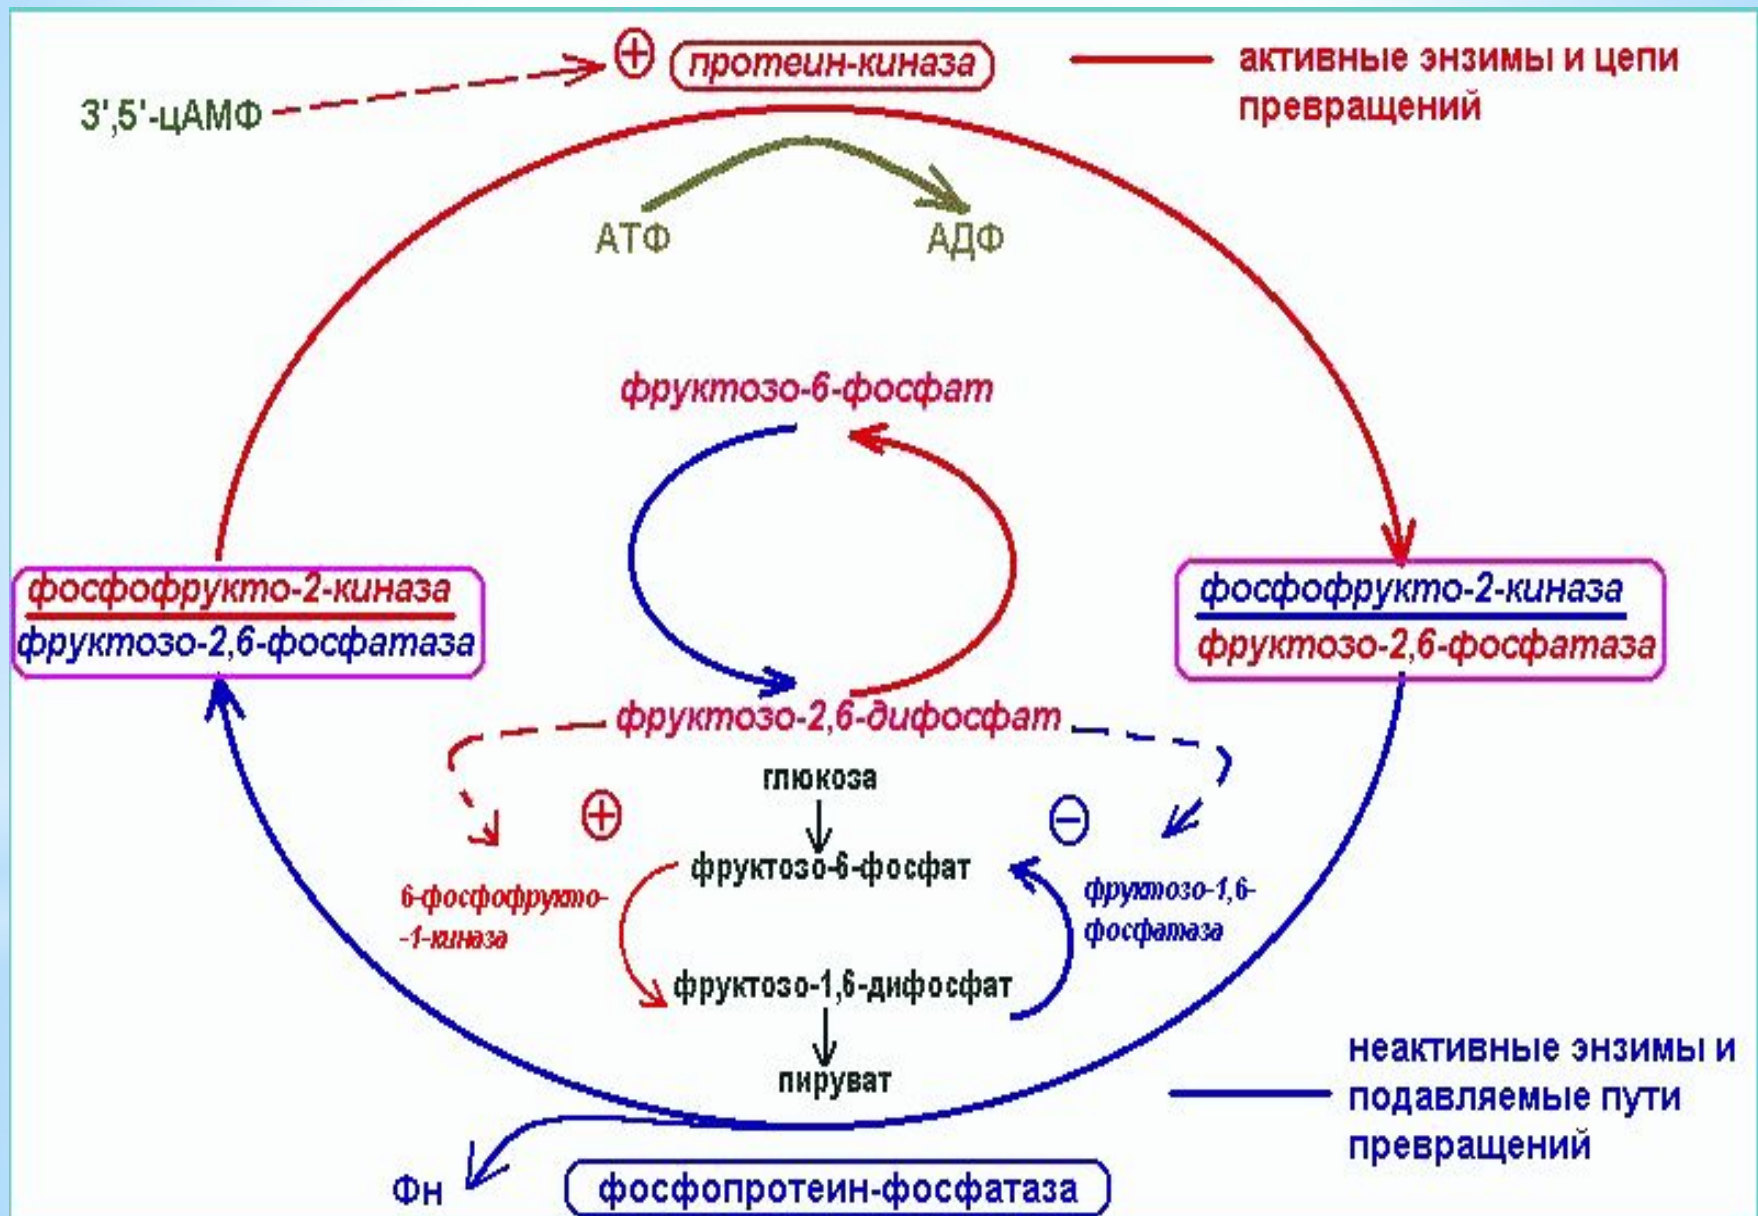 протеин-киназа
активные энзимы и цепи
превращений
3',5'-цАМФ
АТФ
АДФ
фруктозо-6-фосфат
фосфофрукто-2-киназа
фруктозо-2,6-фосфатаза
фосфофрукто-2-киназа
фруктозо-2,6-фосфатаза
фруктозо-2,6-дифосфат
глюкоза
фруктозо-6-фосфат
6-фосфофрукто-
-1-киназа
фруктозо-1,6-
фосфатаза
фруктозо-1,6-дифосфат
пируват
неактивные энзимы и
подавляемые пути
превращений
Фн
фосфопротеин-фосфатаза